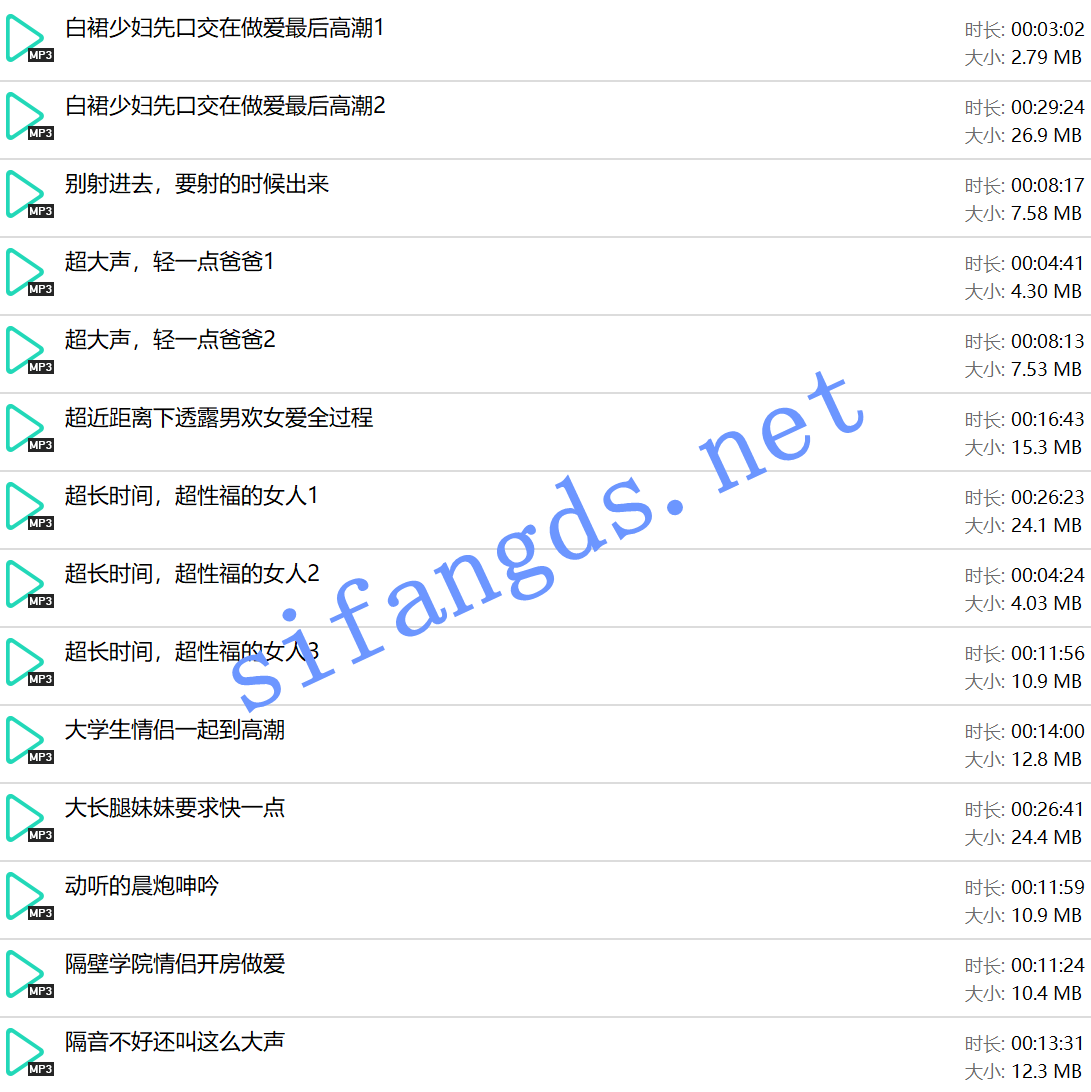 白裙少妇先口交在做爱最后高潮1
时长: 00:03:02
大小: 2.79 MB
MP3
白裙少妇先口交在做爱最后高潮2
时长: 00:29:24
大小: 26.9 MB
MP3
别射进去，要射的时候出来
时长: 00:08:17
大小: 7.58 MB
MP3
超大声，轻一点爸爸1
时长: 00:04:41
大小: 4.30 MB
MP3
超大声，轻一点爸爸2
时长: 00:08:13
大小: 7.53 MB
MP3
超近距离下透露男欢女爱全过程
时长: 00:16:43
大小: 15.3 MB
MP3
超长时间，超性福的女人1
时长: 00:26:23
大小: 24.1 MB
MP3
超长时间，超性福的女人2
时长: 00:04:24
大小: 4.03 MB
MP3
超长时间，超性福的女人3
时长: 00:11:56
大小: 10.9 MB
MP3
大学生情侣一起到高潮
时长: 00:14:00
大小: 12.8 MB
MP3
大长腿妹妹要求快一点
时长: 00:26:41
大小: 24.4 MB
MP3
动听的晨炮呻吟
时长: 00:11:59
大小: 10.9 MB
MP3
隔壁学院情侣开房做爱
时长: 00:11:24
大小: 10.4 MB
MP3
隔音不好还叫这么大声
时长: 00:13:31
大小: 12.3 MB
MP3
sifangds.net